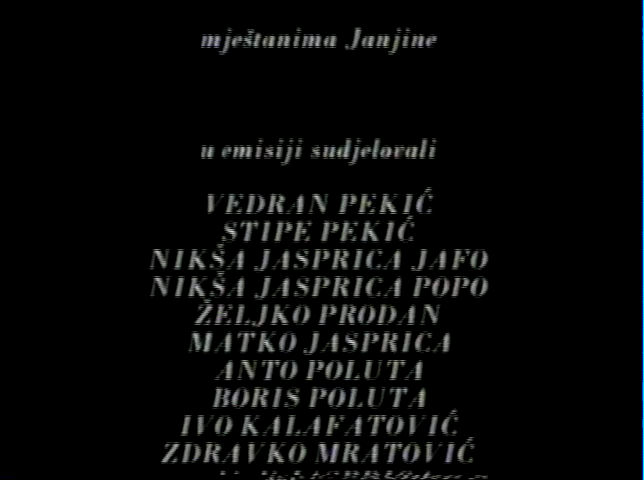 mještanima Janjine
u emisiji sudjelovali
VEDRAN PEKIĆ
STIPE PEKIĆ
NIKŠA JASPRICA JAFO
NIKŠA JASPRICA POPO
ŽELJKO PRODAN
MATKO JASPRICA
ANTO POLUTA
BORIS POLUTA
IVO KALAFATOVIĆ
ZDRAVKO MRATOVIĆ